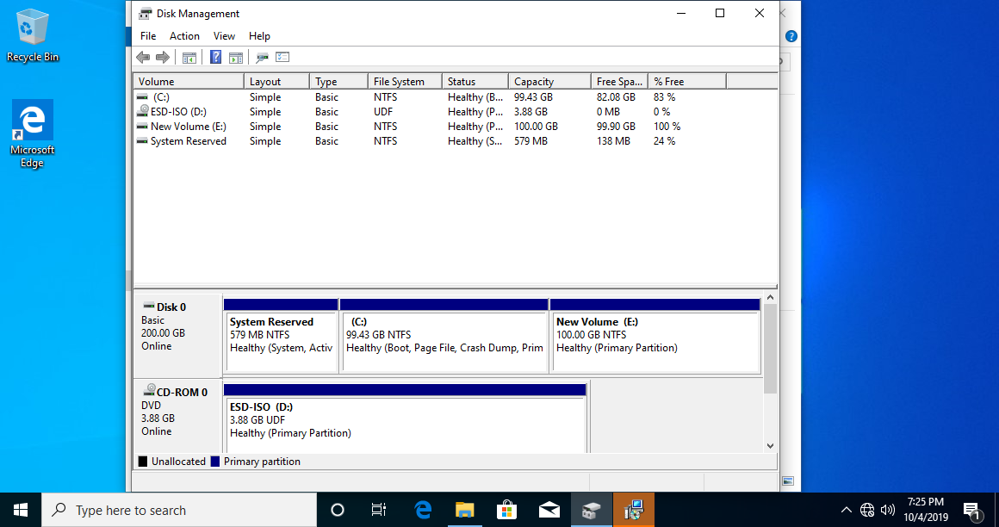 Recycle Bin
Microsoft
Edge
Disk Management
File Action View Help
Volume Layout Type File System Status Capacity Free Spa... % Free
(C:) Simple Basic NTFS Healthy (B... 99.43 GB 82.08 GB 83 %
ESD-ISO (D:) Simple Basic UDF Healthy (P... 3.88 GB 0 MB 0 %
New Volume (E:) Simple Basic NTFS Healthy (P... 100.00 GB 99.90 GB 100 %
System Reserved Simple Basic NTFS Healthy (S... 579 MB 138 MB 24 %
Disk 0
Basic
200.00 GB
Online
System Reserved
579 MB NTFS
Healthy (System, Activ
(C:)
99.43 GB NTFS
Healthy (Boot, Page File, Crash Dump, Prim
New Volume (E:)
100.00 GB NTFS
Healthy (Primary Partition)
CD-ROM 0
DVD
3.88 GB
Online
ESD-ISO (D:)
3.88 GB UDF
Healthy (Primary Partition)
Unallocated Primary partition
Type here to search
7:25 PM
10/4/2019
1